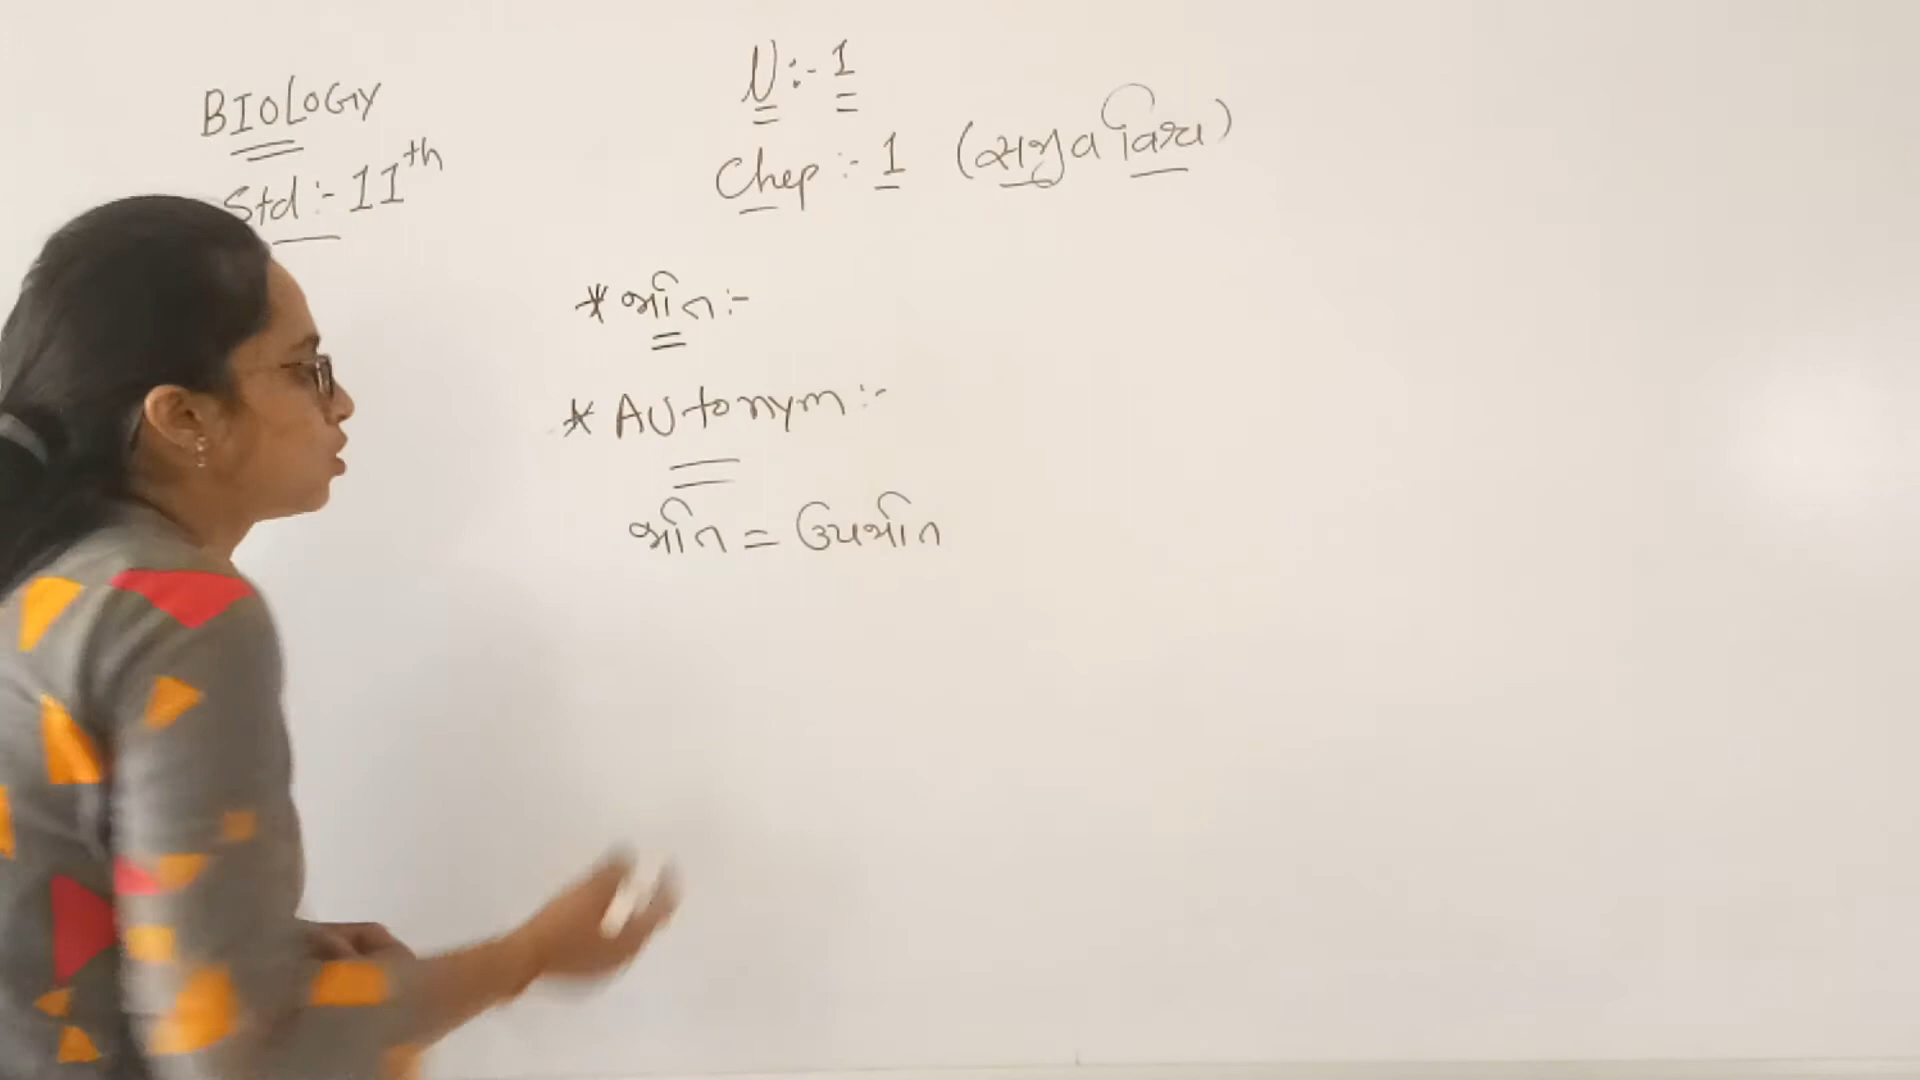 BIOLOGY
Std :- 11th
U :- 1
Chep :- 1 (સજીવ વિશ્વ)
* જાતિ :-
* AUtonym :-
જાતિ = ઉપજાતિ